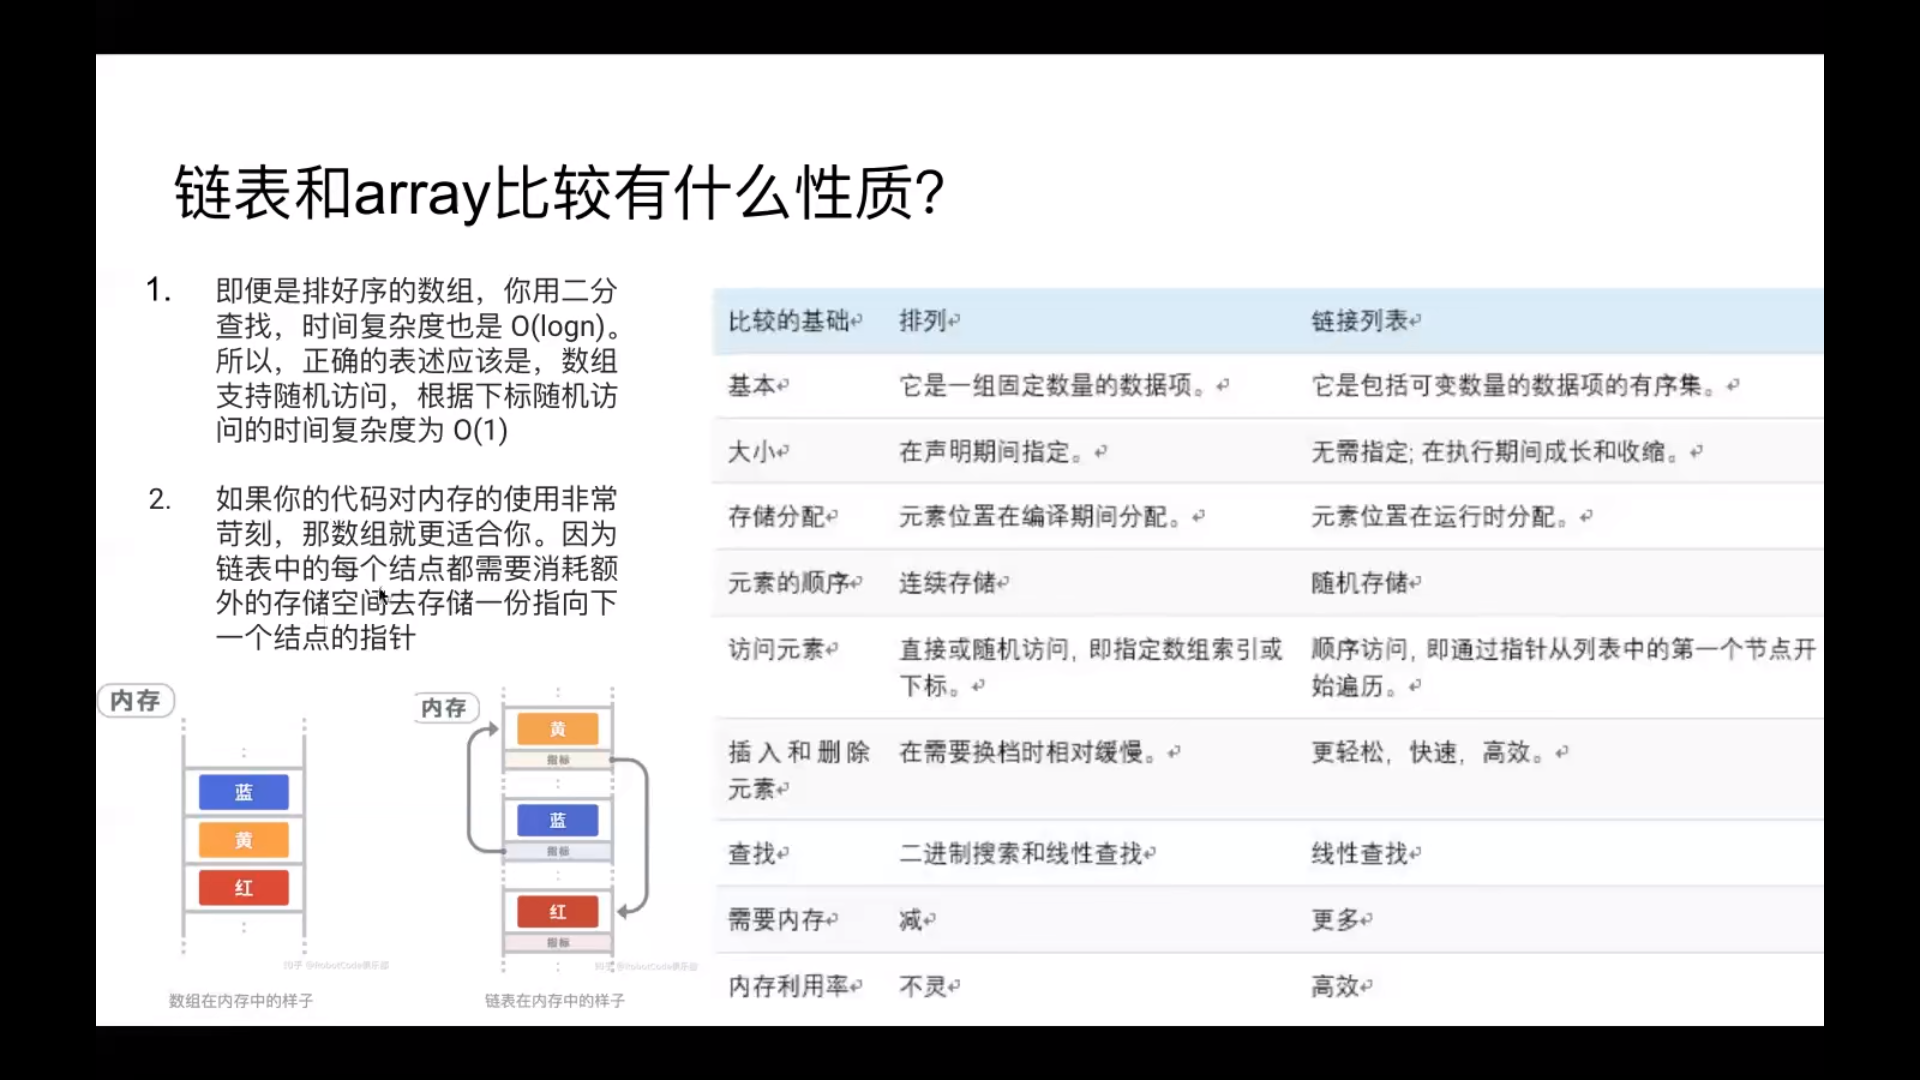 链表和array比较有什么性质?
1. 即便是排好序的数组，你用二分
查找，时间复杂度也是 O(logn)。
所以，正确的表述应该是，数组
支持随机访问，根据下标随机访
问的时间复杂度为 O(1)
2. 如果你的代码对内存的使用非常
苛刻，那数组就更适合你。因为
链表中的每个结点都需要消耗额
外的存储空间去存储一份指向下
一个结点的指针
内存
蓝
黄
红
数组在内存中的样子
内存
黄
指标
蓝
指标
红
指标
知乎 @RobotCode俱乐部
链表在内存中的样子
比较的基础 排列 链接列表
基本 它是一组固定数量的数据项。 它是包括可变数量的数据项的有序集。
大小 在声明期间指定。 无需指定; 在执行期间成长和收缩。
存储分配 元素位置在编译期间分配。 元素位置在运行时分配。
元素的顺序 连续存储 随机存储
访问元素 直接或随机访问, 即指定数组索引或 顺序访问, 即通过指针从列表中的第一个节点开
下标。 始遍历。
插入和删除 在需要换档时相对缓慢。 更轻松，快速，高效。
元素
查找 二进制搜索和线性查找 线性查找
需要内存 减 更多
内存利用率 不灵 高效